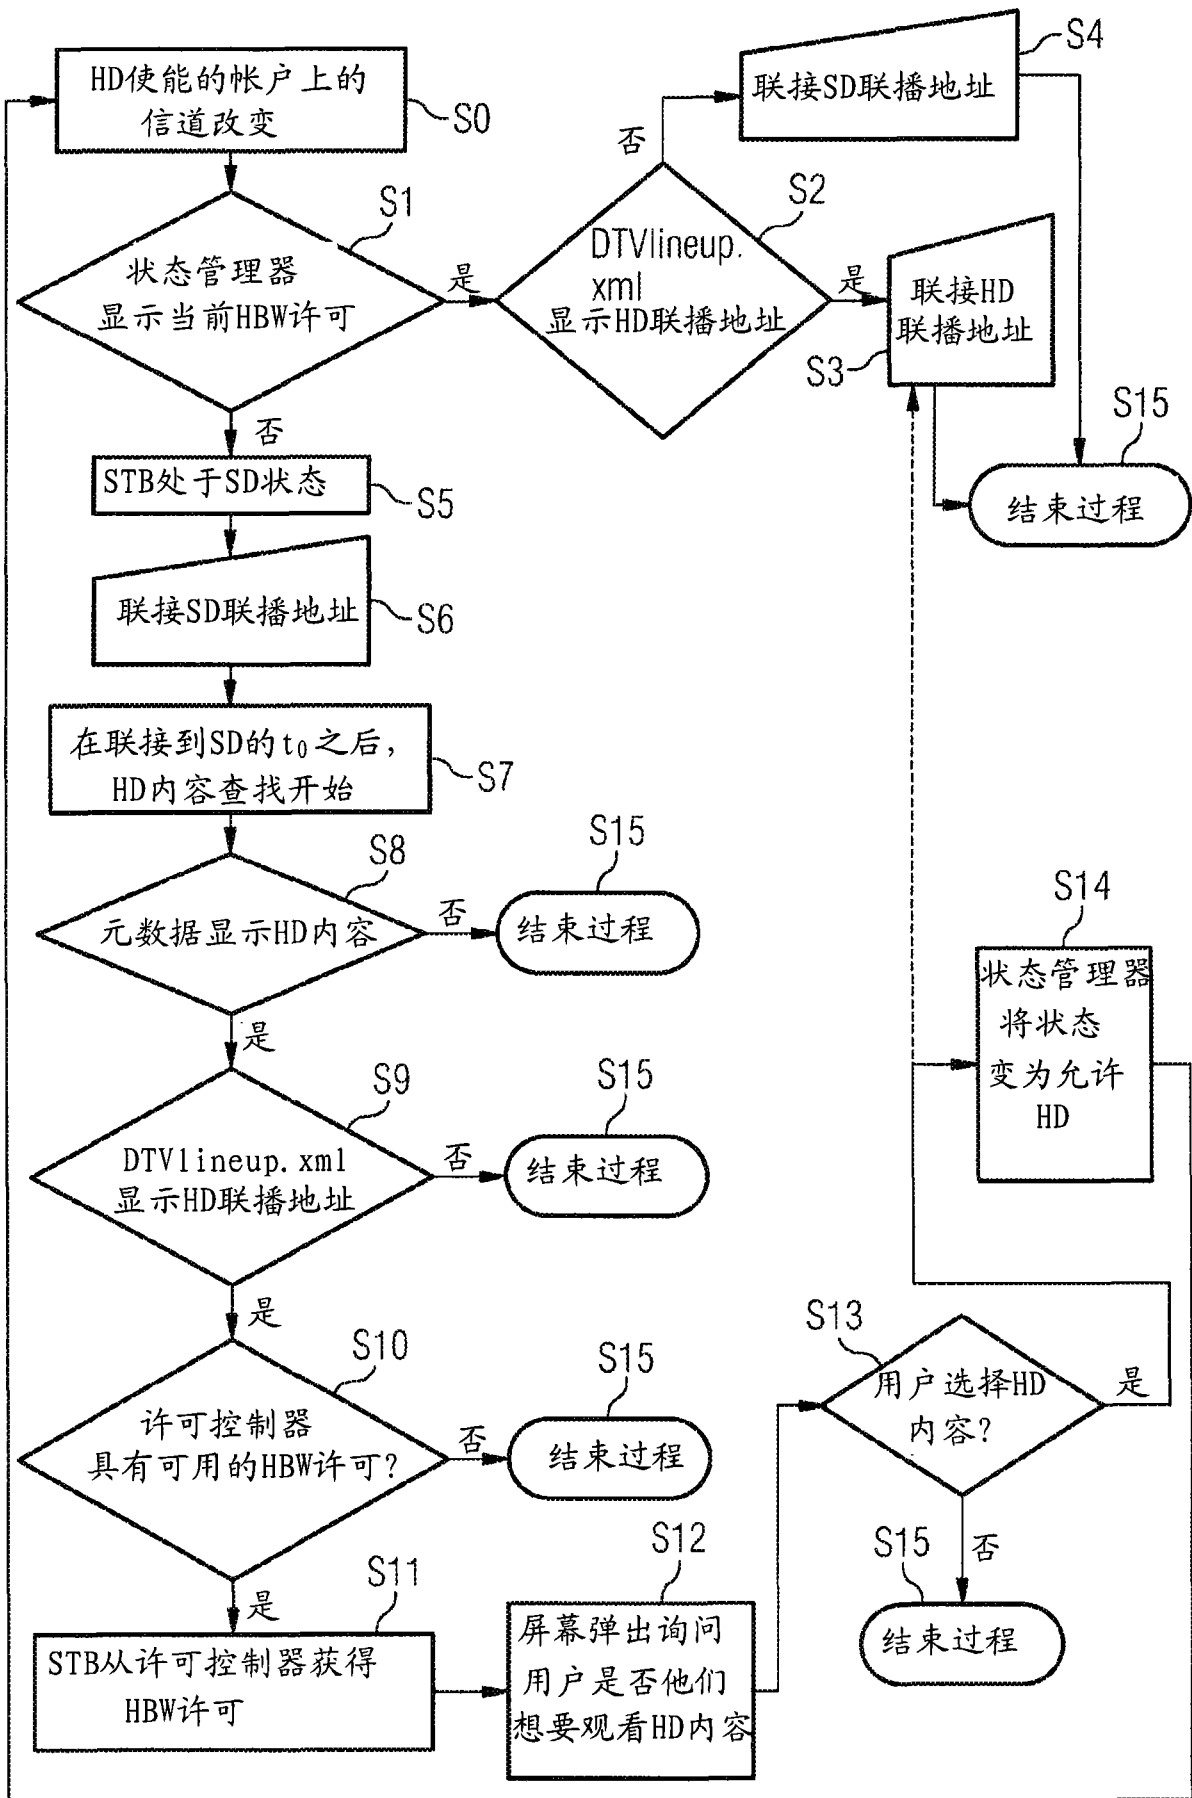 HD使能的帐户上的
信道改变
S0
状态管理器
显示当前HBW许可
S1
是
否
DTVlineup.
xml
显示HD联播地址
S2
否
是
联接SD联播地址
S4
联接HD
联播地址
S3
S15
结束过程
STB处于SD状态
S5
联接SD联播地址
S6
在联接到SD的t₀之后,
HD内容查找开始
S7
元数据显示HD内容
S8
否
S15
结束过程
是
DTVlineup.xml
显示HD联播地址
S9
否
S15
结束过程
是
许可控制器
具有可用的HBW许可?
S10
否
S15
结束过程
是
STB从许可控制器获得
HBW许可
S11
屏幕弹出询问
用户是否他们
想要观看HD内容
S12
用户选择HD
内容?
S13
是
否
S15
结束过程
状态管理器
将状态
变为允许
HD
S14